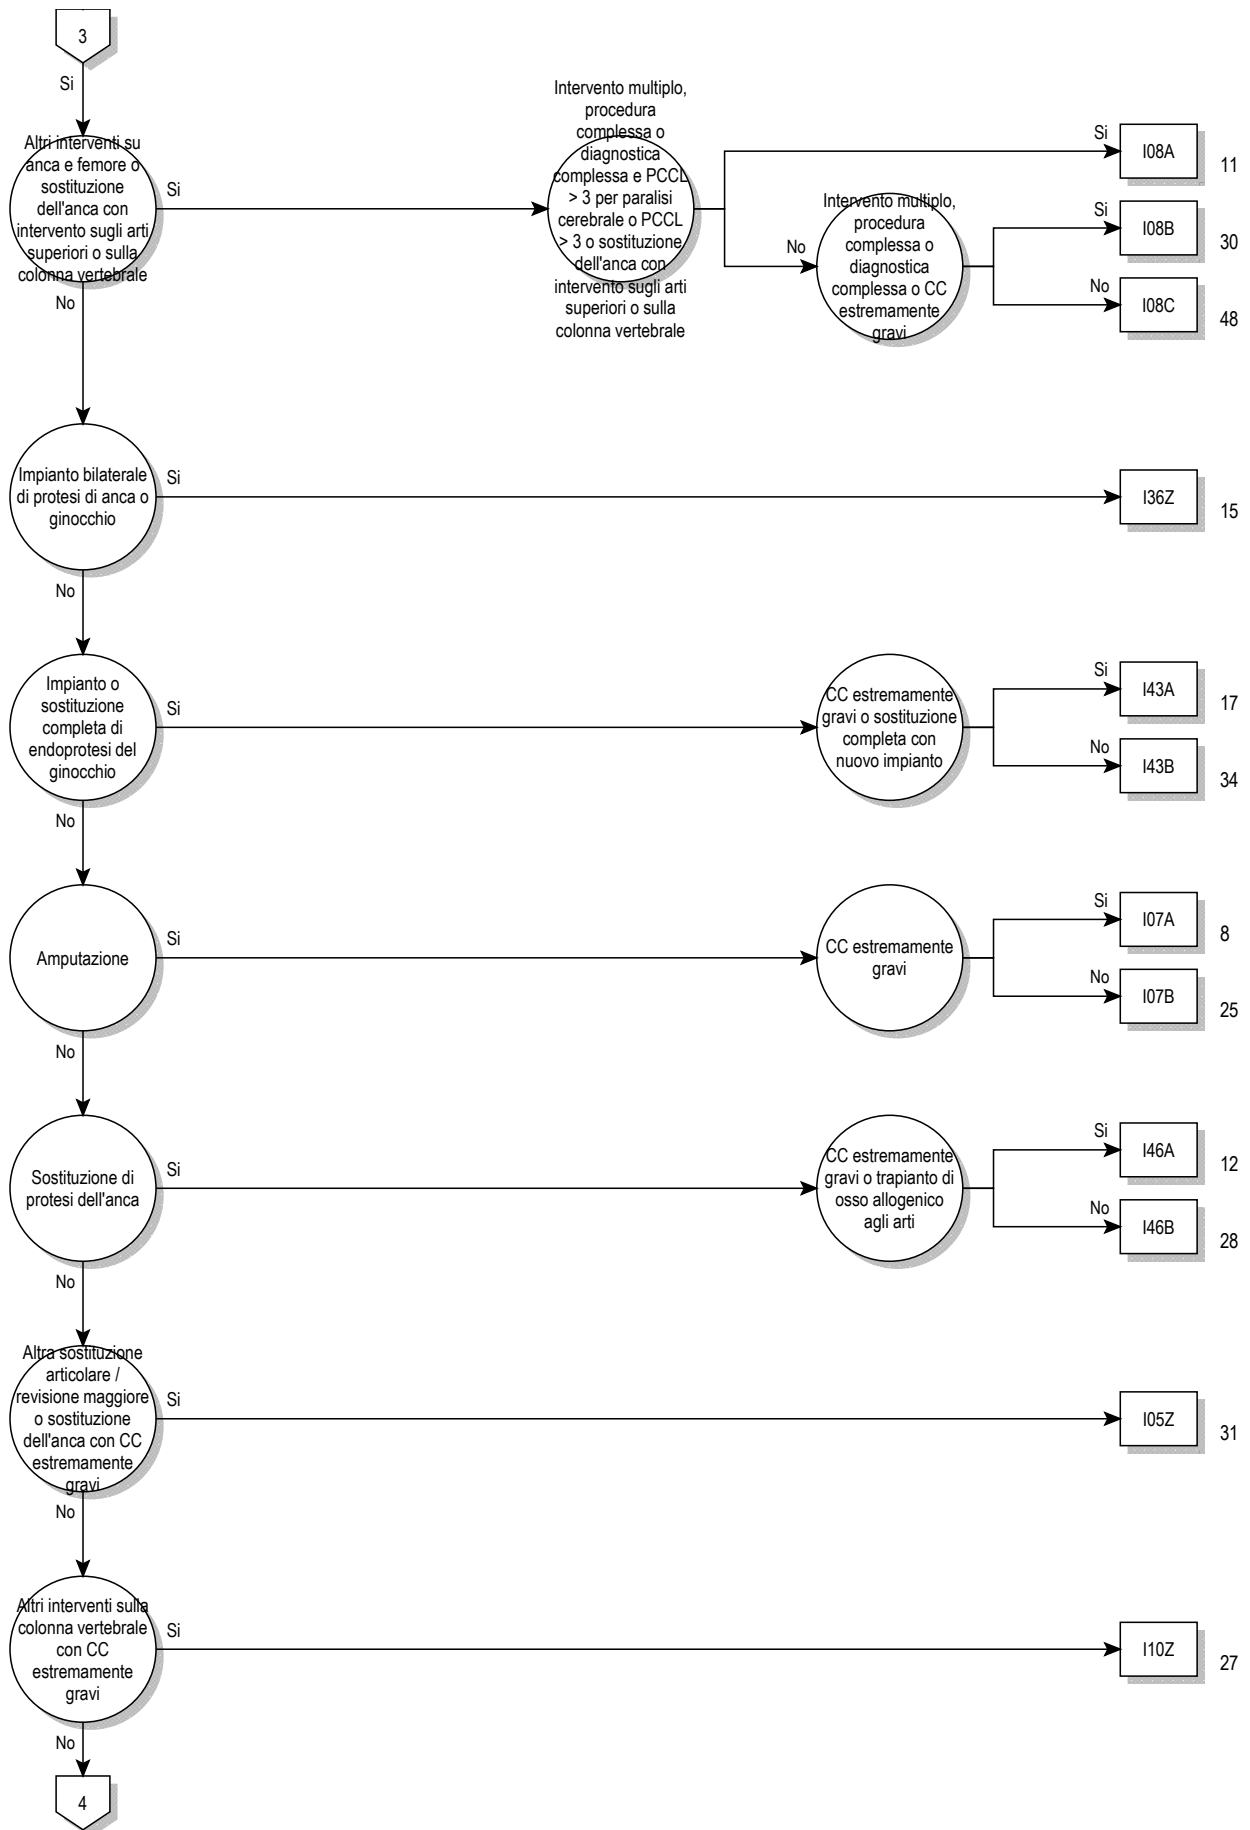 3
Si
Altri interventi su
anca e femore o
sostituzione
dell'anca con
intervento sugli arti
superiori o sulla
colonna vertebrale
Si
No
Intervento multiplo,
procedura
complessa o
diagnostica
complessa e PCCL
> 3 per paralisi
cerebrale o PCCL
> 3 o sostituzione
dell'anca con
intervento sugli arti
superiori o sulla
colonna vertebrale
Si
I08A
11
No
Intervento multiplo,
procedura
complessa o
diagnostica
complessa o CC
estremamente
gravi
Si
I08B
30
No
I08C
48
Impianto bilaterale
di protesi di anca o
ginocchio
Si
I36Z
15
No
Impianto o
sostituzione
completa di
endoprotesi del
ginocchio
Si
CC estremamente
gravi o sostituzione
completa con
nuovo impianto
Si
I43A
17
No
I43B
34
No
Amputazione
Si
CC estremamente
gravi
Si
I07A
8
No
I07B
25
No
Sostituzione di
protesi dell'anca
Si
CC estremamente
gravi o trapianto di
osso allogenico
agli arti
Si
I46A
12
No
I46B
28
No
Altra sostituzione
articolare /
revisione maggiore
o sostituzione
dell'anca con CC
estremamente
gravi
Si
I05Z
31
No
Altri interventi sulla
colonna vertebrale
con CC
estremamente
gravi
Si
I10Z
27
No
4